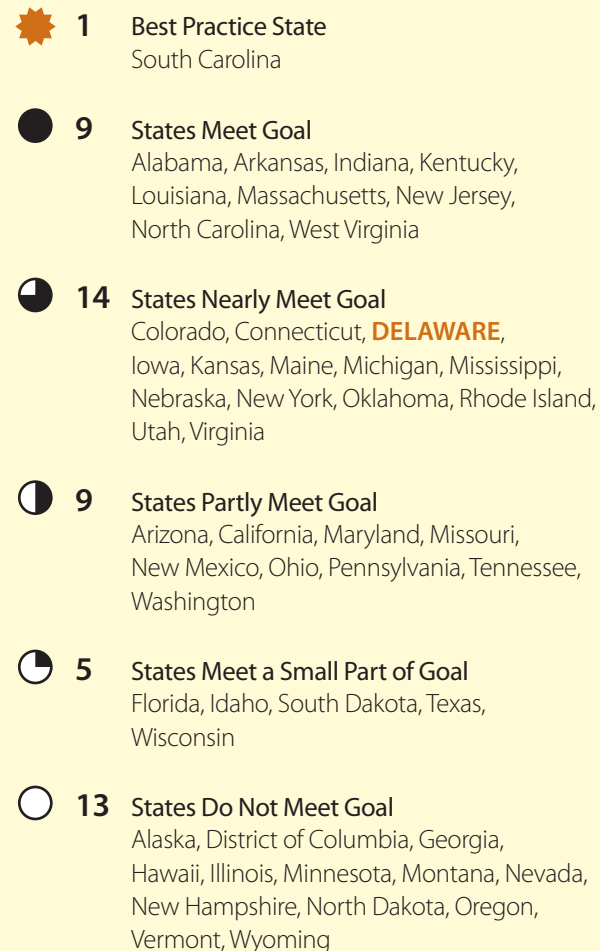 1 Best Practice State
South Carolina
9 States Meet Goal
Alabama, Arkansas, Indiana, Kentucky,
Louisiana, Massachusetts, New Jersey,
North Carolina, West Virginia
14 States Nearly Meet Goal
Colorado, Connecticut, DELAWARE,
Iowa, Kansas, Maine, Michigan, Mississippi,
Nebraska, New York, Oklahoma, Rhode Island,
Utah, Virginia
9 States Partly Meet Goal
Arizona, California, Maryland, Missouri,
New Mexico, Ohio, Pennsylvania, Tennessee,
Washington
5 States Meet a Small Part of Goal
Florida, Idaho, South Dakota, Texas,
Wisconsin
13 States Do Not Meet Goal
Alaska, District of Columbia, Georgia,
Hawaii, Illinois, Minnesota, Montana, Nevada,
New Hampshire, North Dakota, Oregon,
Vermont, Wyoming